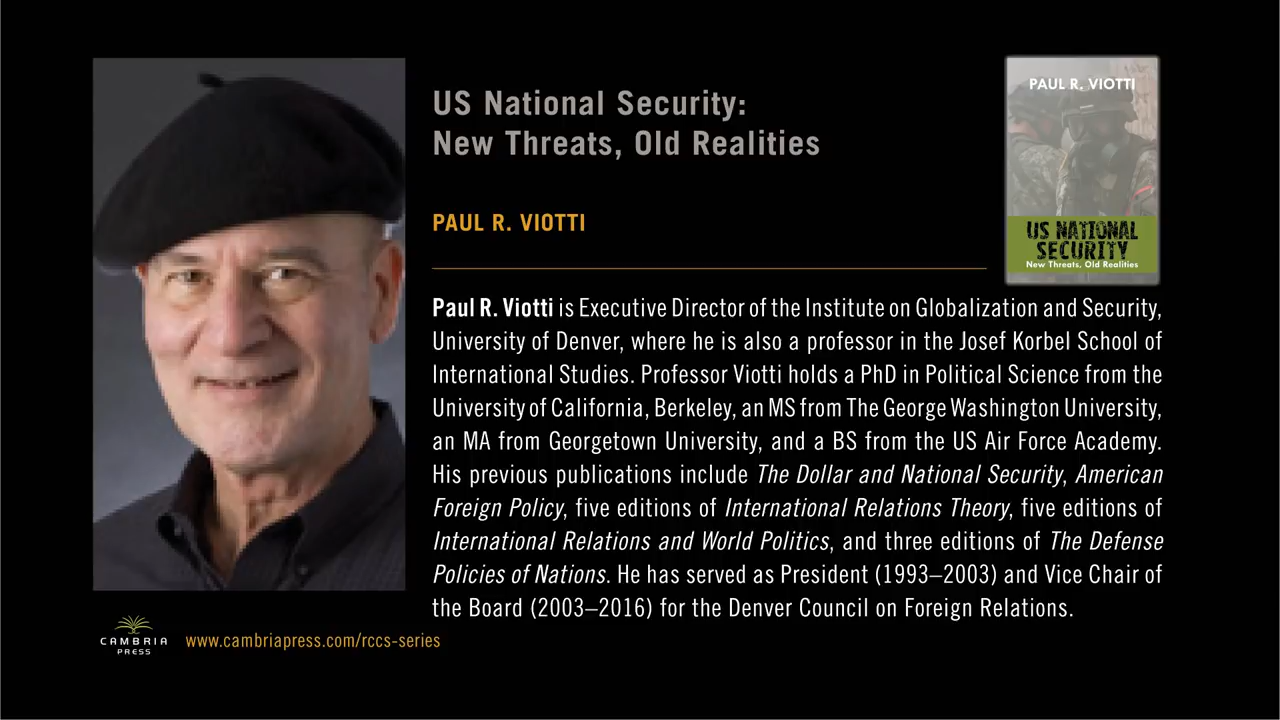 US National Security:
New Threats, Old Realities
PAUL R. VIOTTI
PAUL R. VIOTTI
US NATIONAL
SECURITY
New Threats, Old Realities
Paul R. Viotti is Executive Director of the Institute on Globalization and Security,
University of Denver, where he is also a professor in the Josef Korbel School of
International Studies. Professor Viotti holds a PhD in Political Science from the
University of California, Berkeley, an MS from The George Washington University,
an MA from Georgetown University, and a BS from the US Air Force Academy.
His previous publications include The Dollar and National Security, American
Foreign Policy, five editions of International Relations Theory, five editions of
International Relations and World Politics, and three editions of The Defense
Policies of Nations. He has served as President (1993–2003) and Vice Chair of
the Board (2003–2016) for the Denver Council on Foreign Relations.
CAMBRIA
PRESS
www.cambriapress.com/rccs-series